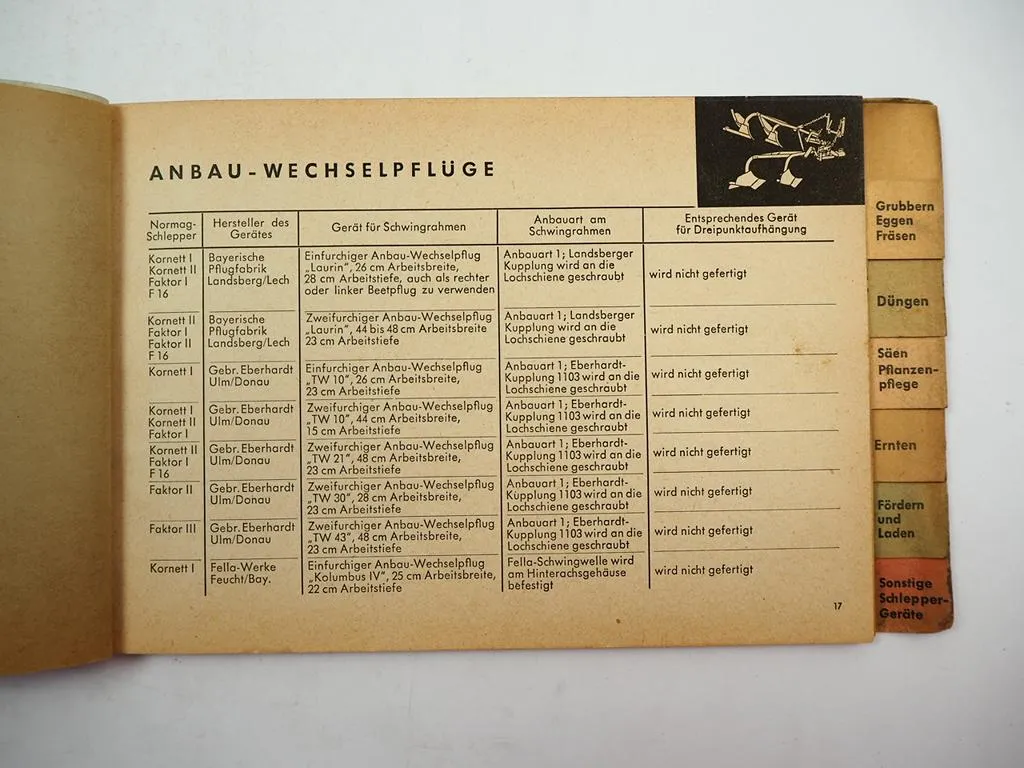 ANBAU-WECHSELPFLÜGE
Normag-
Schlepper
Hersteller des
Gerätes
Gerät für Schwingrahmen
Anbauart am
Schwingrahmen
Entsprechendes Gerät
für Dreipunktaufhängung
Kornett I
Kornett II
Faktor I
F 16
Bayerische
Pflugfabrik
Landsberg/Lech
Einfurchiger Anbau-Wechselpflug
„Laurin", 26 cm Arbeitsbreite,
28 cm Arbeitstiefe, auch als rechter
oder linker Beetpflug zu verwenden
Anbauart 1; Landsberger
Kupplung wird an die
Lochschiene geschraubt
wird nicht gefertigt
Kornett II
Faktor I
Faktor II
F 16
Bayerische
Pflugfabrik
Landsberg/Lech
Zweifurchiger Anbau-Wechselpflug
„Laurin", 44 bis 48 cm Arbeitsbreite
23 cm Arbeitstiefe
Anbauart 1; Landsberger
Kupplung wird an die
Lochschiene geschraubt
wird nicht gefertigt
Kornett I
Gebr. Eberhardt
Ulm/Donau
Einfurchiger Anbau-Wechselpflug
„TW 10", 26 cm Arbeitsbreite,
23 cm Arbeitstiefe
Anbauart 1; Eberhardt-
Kupplung 1103 wird an die
Lochschiene geschraubt
wird nicht gefertigt
Kornett I
Kornett II
Faktor I
Gebr. Eberhardt
Ulm/Donau
Zweifurchiger Anbau-Wechselpflug
„TW 10", 44 cm Arbeitsbreite,
15 cm Arbeitstiefe
Anbauart 1; Eberhardt-
Kupplung 1103 wird an die
Lochschiene geschraubt
wird nicht gefertigt
Kornett II
Faktor I
F 16
Gebr. Eberhardt
Ulm/Donau
Zweifurchiger Anbau-Wechselpflug
„TW 21", 48 cm Arbeitsbreite,
23 cm Arbeitstiefe
Anbauart 1; Eberhardt-
Kupplung 1103 wird an die
Lochschiene geschraubt
wird nicht gefertigt
Faktor II
Gebr. Eberhardt
Ulm/Donau
Zweifurchiger Anbau-Wechselpflug
„TW 30", 28 cm Arbeitsbreite,
23 cm Arbeitstiefe
Anbauart 1; Eberhardt-
Kupplung 1103 wird an die
Lochschiene geschraubt
wird nicht gefertigt
Faktor III
Gebr. Eberhardt
Ulm/Donau
Zweifurchiger Anbau-Wechselpflug
„TW 43", 48 cm Arbeitsbreite,
23 cm Arbeitstiefe
Anbauart 1; Eberhardt-
Kupplung 1103 wird an die
Lochschiene geschraubt
wird nicht gefertigt
Kornett I
Fella-Werke
Feucht/Bay.
Einfurchiger Anbau-Wechselpflug
„Kolumbus IV", 25 cm Arbeitsbreite,
22 cm Arbeitstiefe
Fella-Schwingwelle wird
am Hinterachsgehäuse
befestigt
wird nicht gefertigt
17
Grubbern
Eggen
Fräsen
Düngen
Säen
Pflanzen-
pflege
Ernten
Fördern
und
Laden
Sonstige
Schlepper-
Geräte